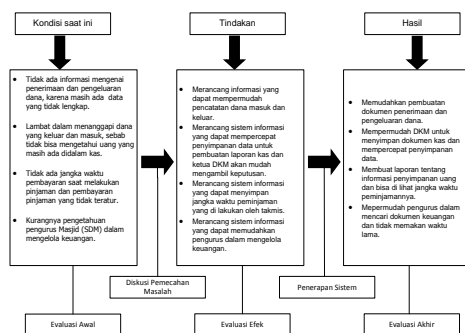 Kondisi saat ini
Tindakan
Hasil
• Tidak ada informasi mengenai
penerimaan dan pengeluaran
dana, karena masih ada data
yang tidak lengkap.
• Lambat dalam menanggapi dana
yang keluar dan masuk, sebab
tidak bisa mengetahui uang yang
masih ada didalam kas.
• Tidak ada jangka waktu
pembayaran saat melakukan
pinjaman dan pembayaran
pinjaman yang tidak teratur.
• Kurangnya pengetahuan
pengurus Masjid (SDM) dalam
mengelola keuangan.
• Merancang informasi yang
dapat mempermudah
pencatatan dana masuk dan
keluar.
• Merancang sistem informasi
yang dapat mempercepat
penyimpanan data untuk
pembuatan laporan kas dan
ketua DKM akan mudah
mengambil keputusan.
• Merancang sistem informasi
yang dapat menyimpan
jangka waktu peminjaman
yang di lakukan oleh takmis.
• Merancang sistem informasi
yang dapat memudahkan
pengurus dalam mengelola
keuangan.
• Memudahkan pembuatan
dokumen penerimaan dan
pengeluaran dana.
• Mempermudah DKM untuk
menyimpan dokumen dan
mempercepat penyimpanan
data.
• Membuat laporan tentang
informasi penyimpanan uang
dan bisa di lihat jangka waktu
peminjamannya.
• Mepermudah pengurus dalam
mencari dokumen keuangan
dan tidak memakan waktu
lama.
Diskusi Pemecahan
Masalah
Penerapan Sistem
Evaluasi Awal
Evaluasi Efek
Evaluasi Akhir